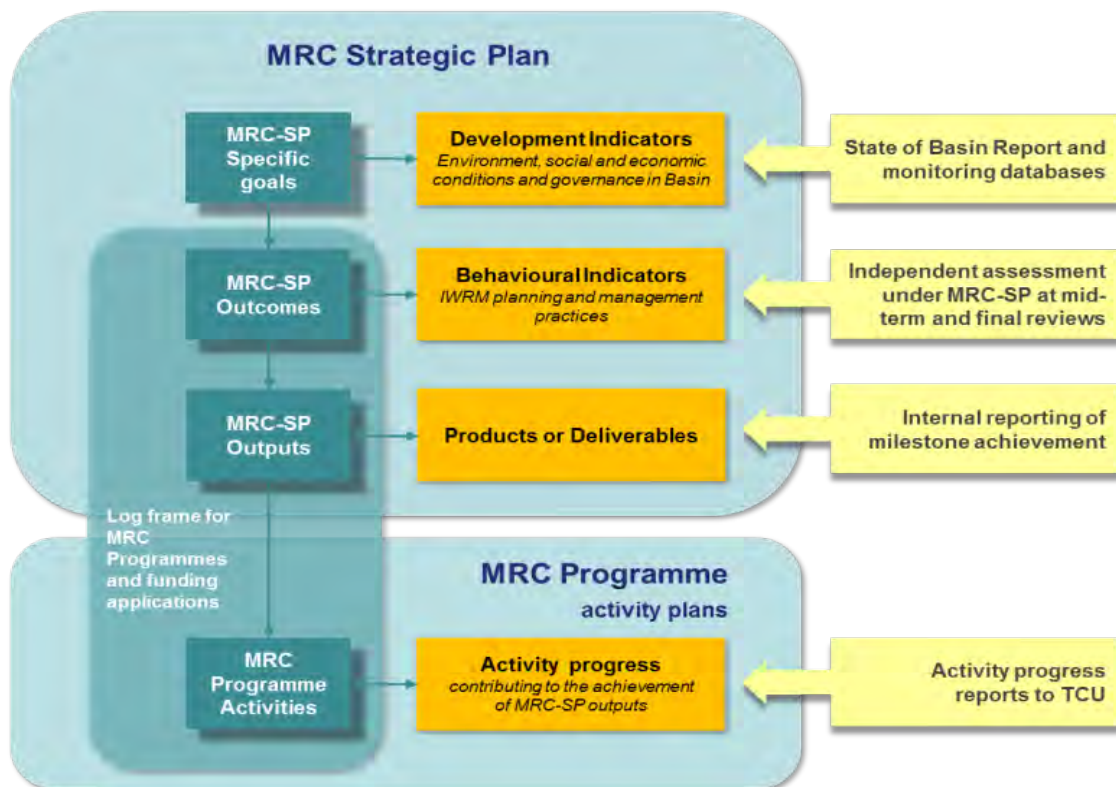 MRC Strategic Plan
MRC-SP
Specific
goals
Development Indicators
Environment, social and economic
conditions and governance in Basin
State of Basin Report and
monitoring databases
MRC-SP
Outcomes
Behavioural Indicators
IWRM planning and management
practices
Independent assessment
under MRC-SP at mid-
term and final reviews
MRC-SP
Outputs
Products or Deliverables
Internal reporting of
milestone achievement
Log frame for
MRC
Programmes
and funding
applications
MRC Programme
activity plans
MRC
Programme
Activities
Activity progress
contributing to the achievement
of MRC-SP outputs
Activity progress
reports to TCU